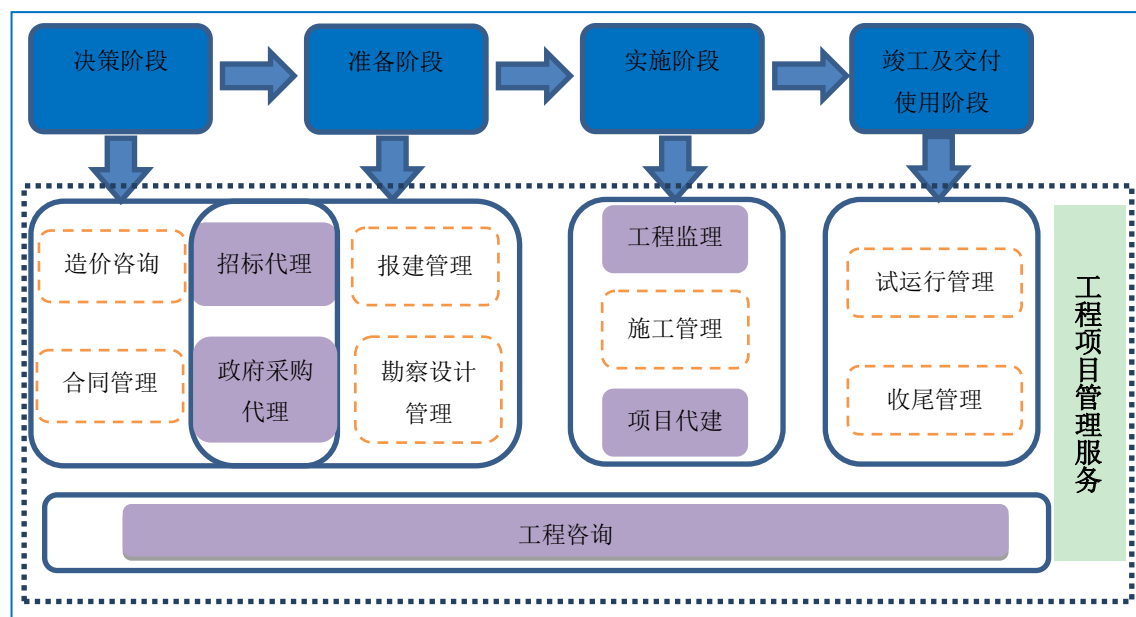 决策阶段
准备阶段
实施阶段
竣工及交付
使用阶段
造价咨询
招标代理
报建管理
工程监理
试运行管理
施工管理
合同管理
政府采购
代理
勘察设计
管理
项目代建
收尾管理
工程项目管理服务
工程咨询